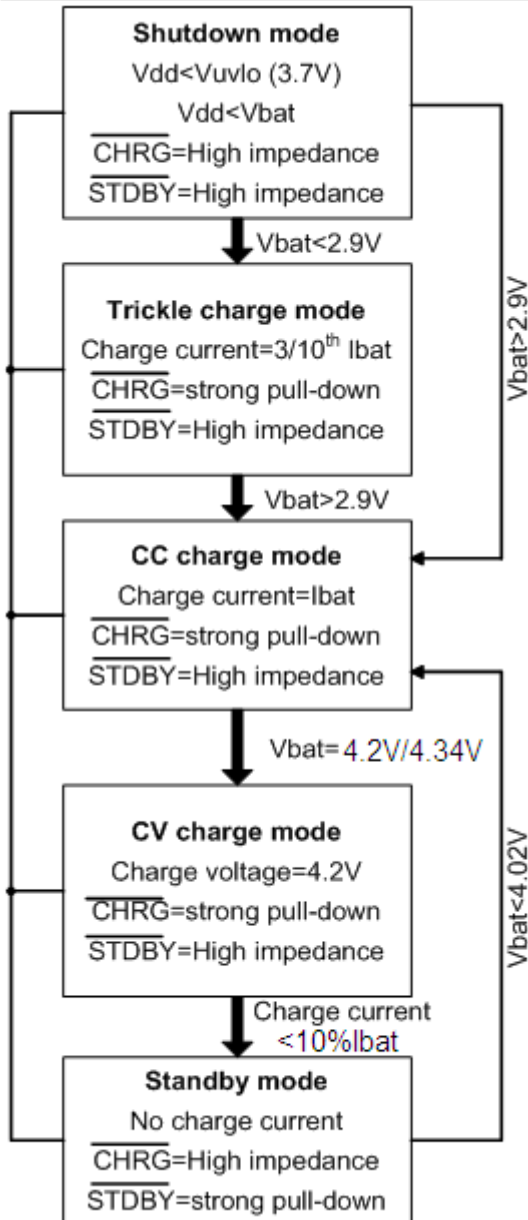 Shutdown mode
Vdd<Vuvlo (3.7V)
Vdd<Vbat
CHRG=High impedance
STDBY=High impedance
Vbat<2.9V
Vbat>2.9V
Trickle charge mode
Charge current=3/10th Ibat
CHRG=strong pull-down
STDBY=High impedance
Vbat>2.9V
CC charge mode
Charge current=Ibat
CHRG=strong pull-down
STDBY=High impedance
Vbat=4.2V/4.34V
Vbat<4.02V
CV charge mode
Charge voltage=4.2V
CHRG=strong pull-down
STDBY=High impedance
Charge current
<10%Ibat
Standby mode
No charge current
CHRG=High impedance
STDBY=strong pull-down